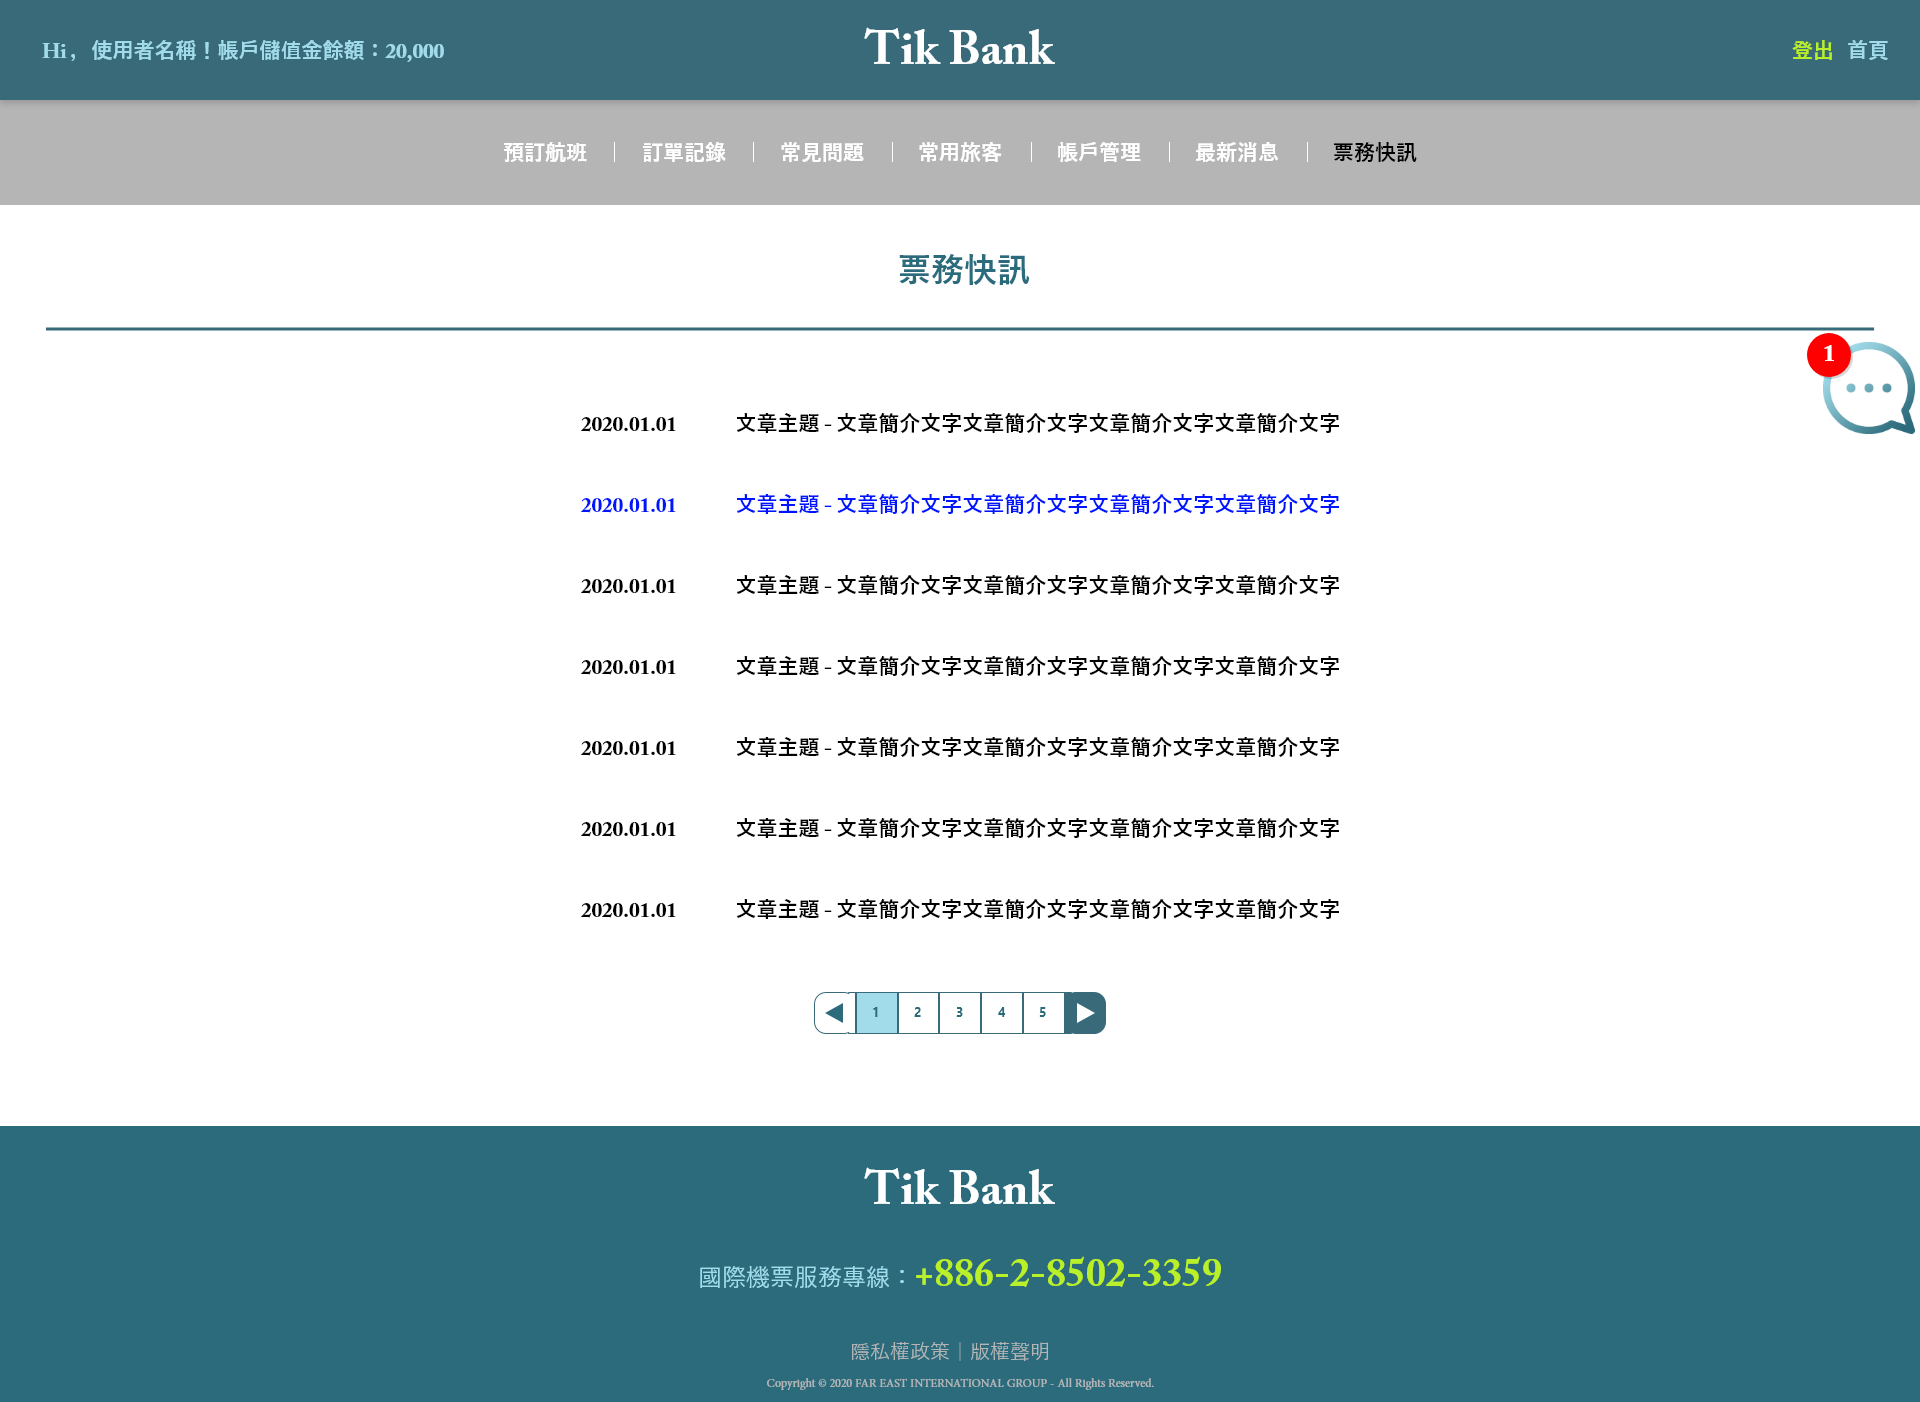 Hi，使用者名稱！帳戶儲值金餘額：20,000
Tik Bank
登出 首頁
預訂航班｜訂單記錄｜常見問題｜常用旅客｜帳戶管理｜最新消息｜票務快訊
票務快訊
1
2020.01.01 文章主題 - 文章簡介文字文章簡介文字文章簡介文字文章簡介文字
2020.01.01 文章主題 - 文章簡介文字文章簡介文字文章簡介文字文章簡介文字
2020.01.01 文章主題 - 文章簡介文字文章簡介文字文章簡介文字文章簡介文字
2020.01.01 文章主題 - 文章簡介文字文章簡介文字文章簡介文字文章簡介文字
2020.01.01 文章主題 - 文章簡介文字文章簡介文字文章簡介文字文章簡介文字
2020.01.01 文章主題 - 文章簡介文字文章簡介文字文章簡介文字文章簡介文字
2020.01.01 文章主題 - 文章簡介文字文章簡介文字文章簡介文字文章簡介文字
1 2 3 4 5
Tik Bank
國際機票服務專線：+886-2-8502-3359
隱私權政策｜版權聲明
Copyright © 2020 FAR EAST INTERNATIONAL GROUP - All Rights Reserved.